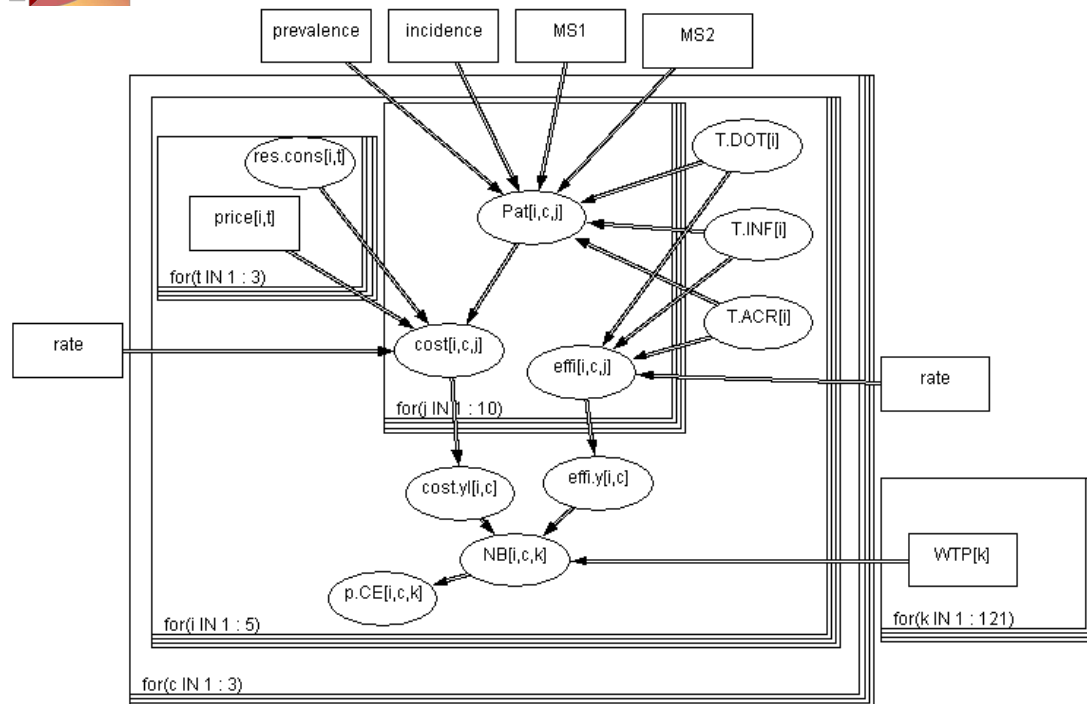 prevalence
incidence
MS1
MS2
T.DOT[i]
res.cons[i,t]
Pat[i,c,j]
price[i,t]
T.INF[i]
for(t IN 1 : 3)
T.ACR[i]
rate
cost[i,c,j]
effi[i,c,j]
rate
for(j IN 1 : 10)
cost.yl[i,c]
effi.y[i,c]
NB[i,c,k]
WTP[k]
p.CE[i,c,k]
for(i IN 1 : 5)
for(k IN 1 : 121)
for(c IN 1 : 3)